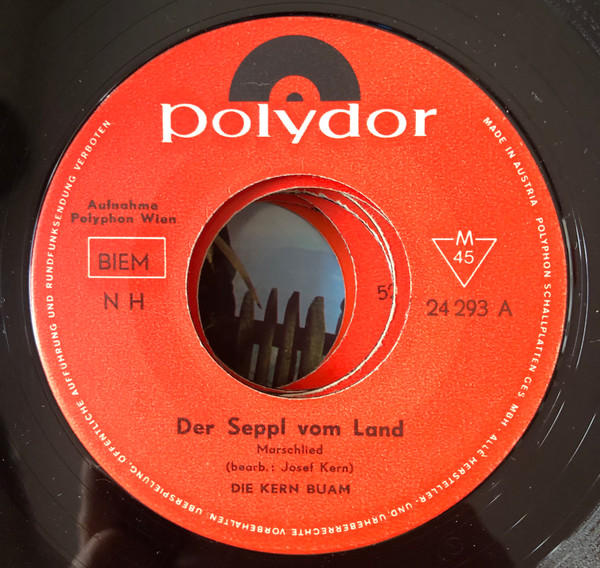 polydor
Aufnahme
Polyphon Wien
BIEM
N H
M
45
24 293 A
Der Seppl vom Land
Marschlied
(bearb.: Josef Kern)
DIE KERN BUAM
MADE IN AUSTRIA · POLYPHON SCHALLPLATTEN GES MBH · ALLE HERSTELLER- UND URHEBERRECHTE VORBEHALTEN. ÜBERSPIELUNG, ÖFFENTLICHE AUFFÜHRUNG UND RUNDFUNKSENDUNG VERBOTEN.